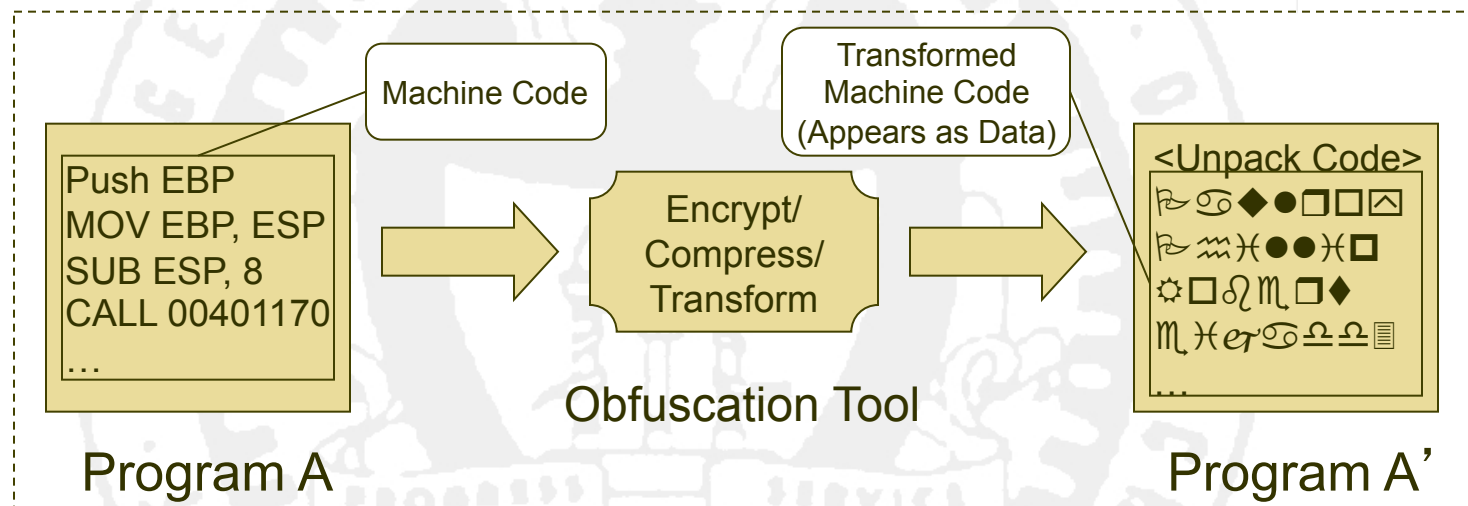 Machine Code
Transformed
Machine Code
(Appears as Data)
Push EBP
MOV EBP, ESP
SUB ESP, 8
CALL 00401170
…
Encrypt/
Compress/
Transform
<Unpack Code>
…
Obfuscation Tool
Program A
Program A’